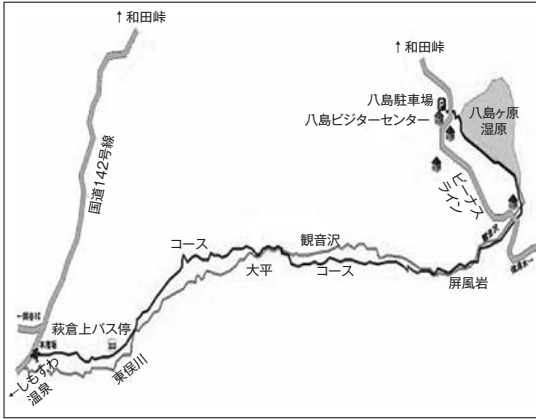 ↑和田峠
↑和田峠
八島駐車場
八島ビジターセンター
八島ヶ原
湿原
国道142号線
ビーナス
ライン
コース
観音沢
大平
コース
屏風岩
萩倉上バス停
東俣川
←しもすわ
温泉